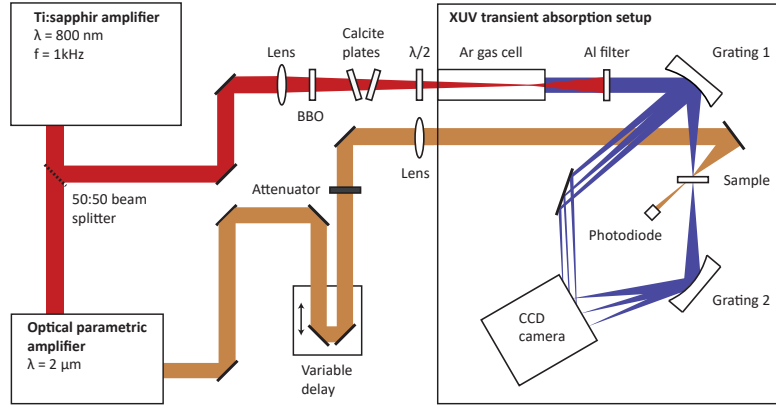 Ti:sapphir amplifier
λ = 800 nm
f = 1kHz
XUV transient absorption setup
Lens
Calcite
plates
λ/2
Ar gas cell
Al filter
Grating 1
BBO
50:50 beam
splitter
Attenuator
Lens
Sample
Photodiode
Optical parametric
amplifier
λ = 2 µm
Variable
delay
CCD
camera
Grating 2